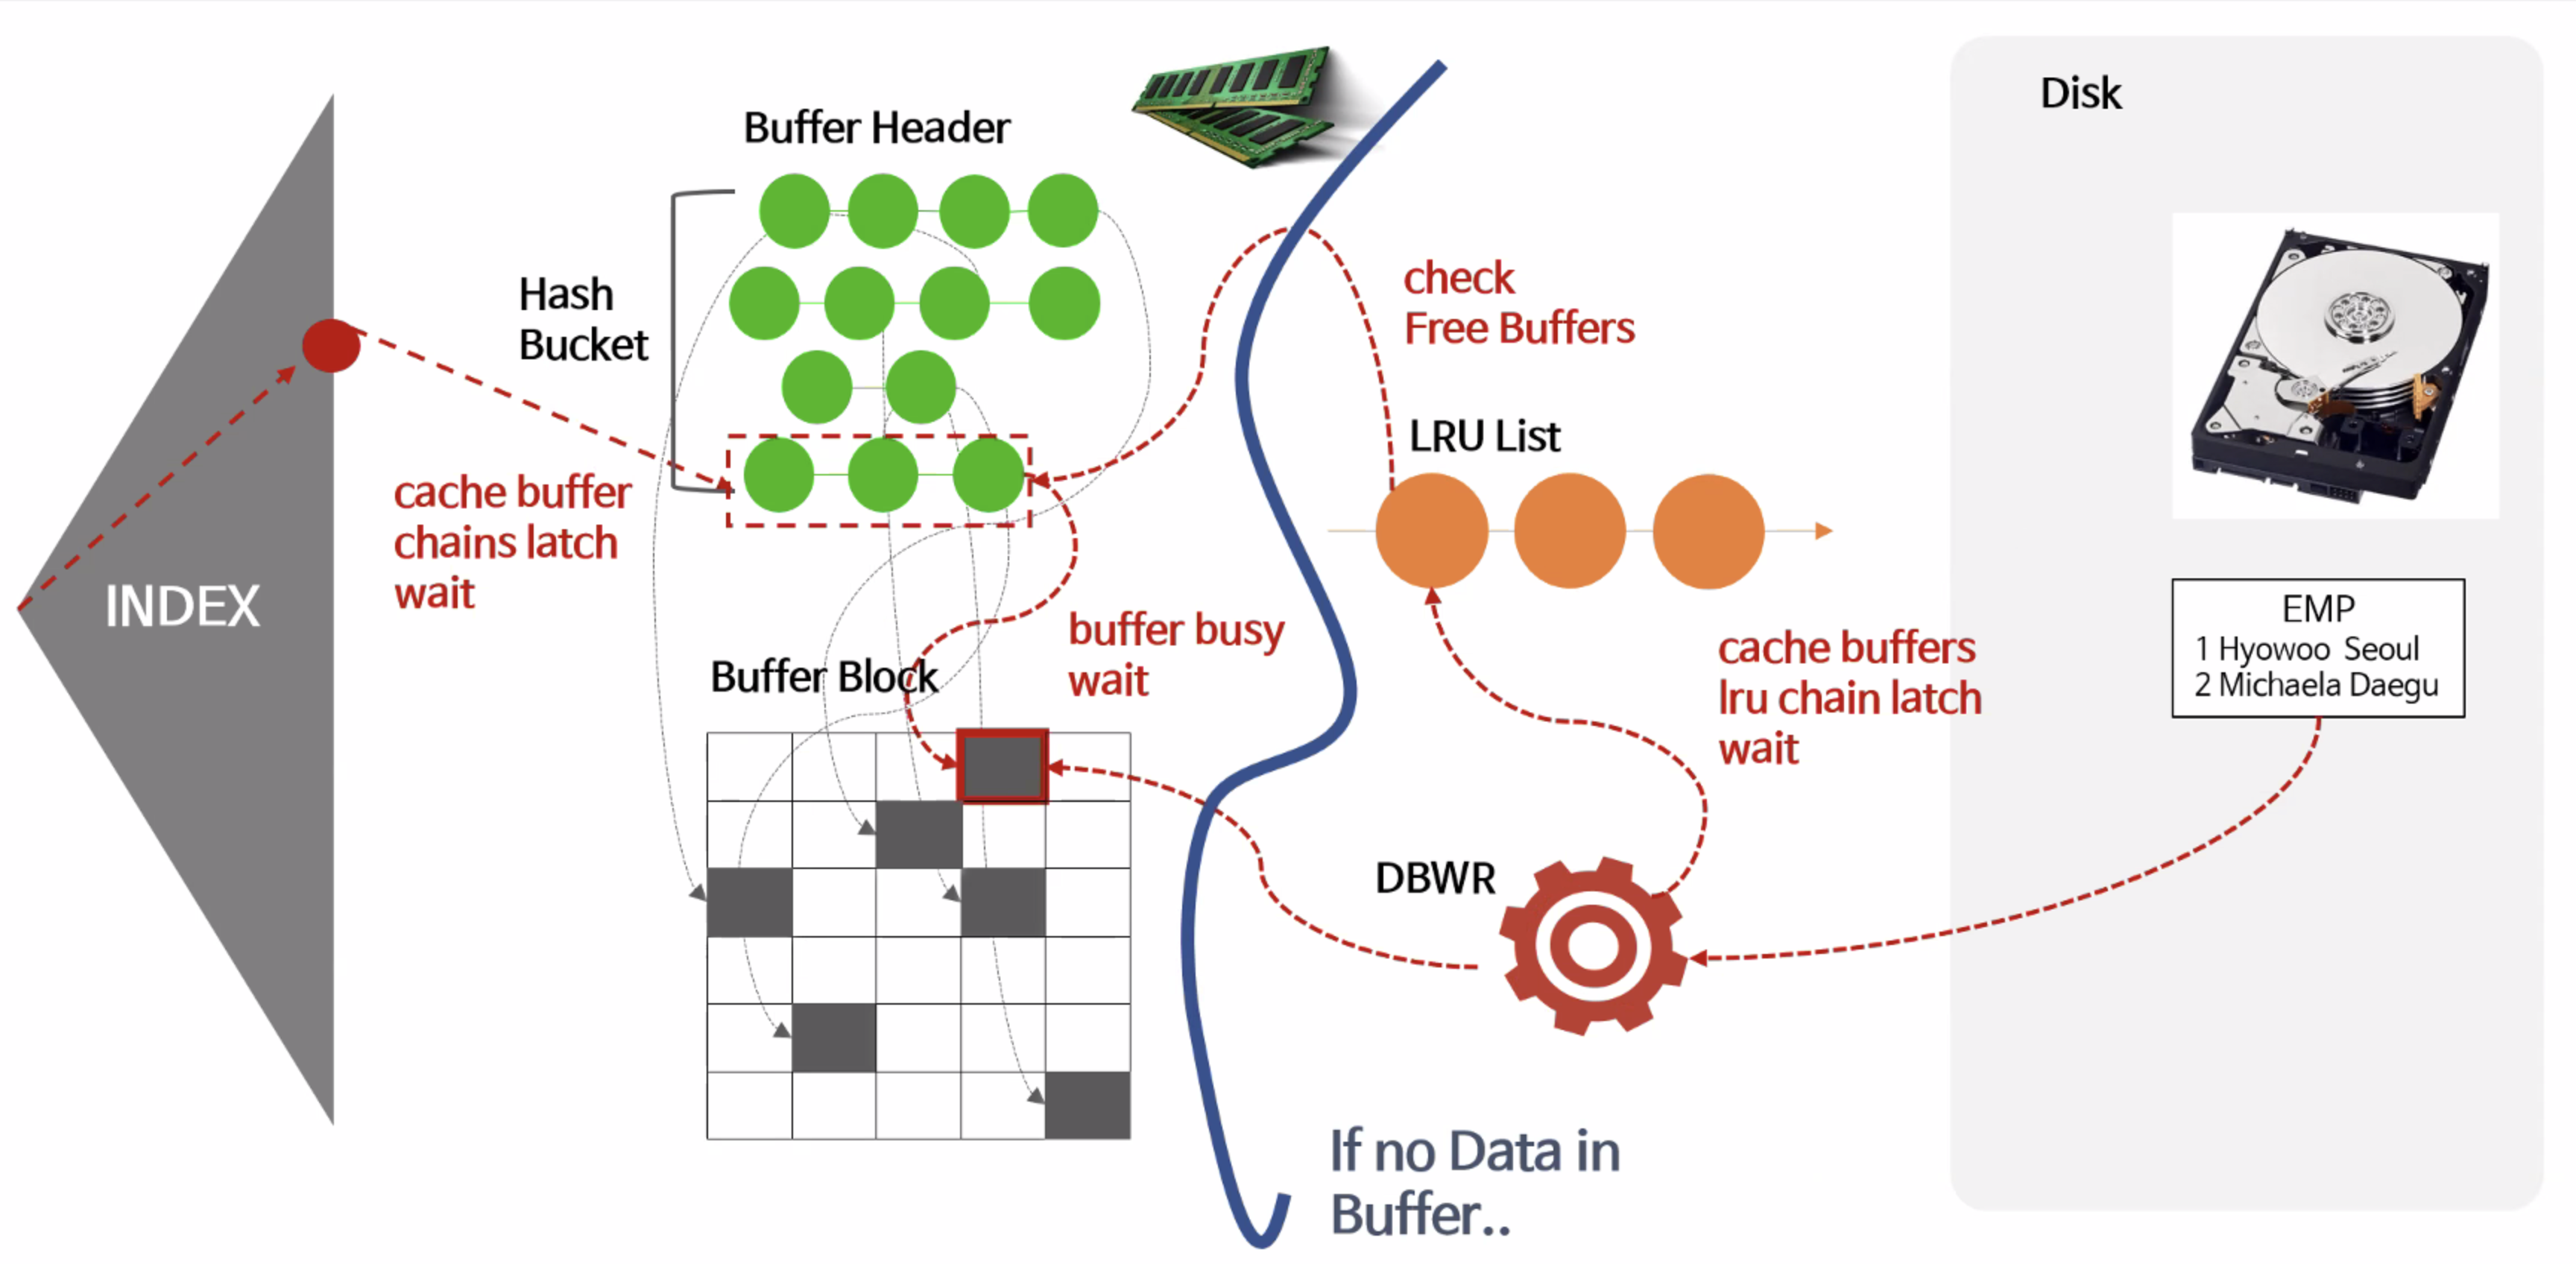 Buffer Header
Disk
Hash
Bucket
check
Free Buffers
LRU List
cache buffer
chains latch
wait
INDEX
buffer busy
wait
Buffer Block
cache buffers
lru chain latch
wait
EMP
1 Hyowoo Seoul
2 Michaela Daegu
DBWR
If no Data in
Buffer..